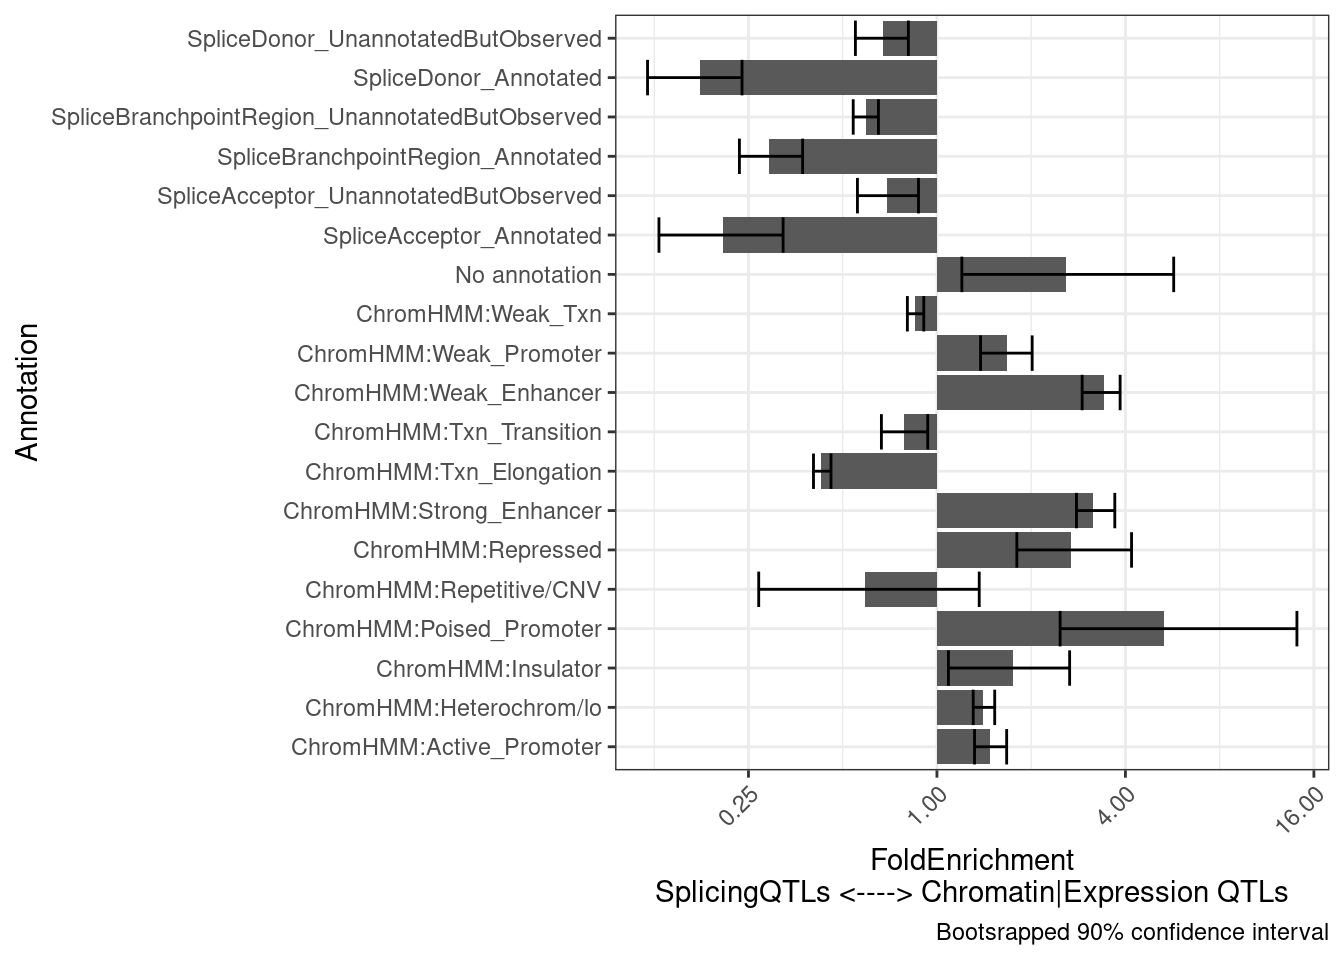 SpliceDonor_UnannotatedButObserved
SpliceDonor_Annotated
SpliceBranchpointRegion_UnannotatedButObserved
SpliceBranchpointRegion_Annotated
SpliceAcceptor_UnannotatedButObserved
SpliceAcceptor_Annotated
No annotation
ChromHMM:Weak_Txn
ChromHMM:Weak_Promoter
ChromHMM:Weak_Enhancer
ChromHMM:Txn_Transition
ChromHMM:Txn_Elongation
ChromHMM:Strong_Enhancer
ChromHMM:Repressed
ChromHMM:Repetitive/CNV
ChromHMM:Poised_Promoter
ChromHMM:Insulator
ChromHMM:Heterochrom/lo
ChromHMM:Active_Promoter
Annotation
0.25
1.00
4.00
16.00
FoldEnrichment
SplicingQTLs <----> Chromatin|Expression QTLs
Bootsrapped 90% confidence interval